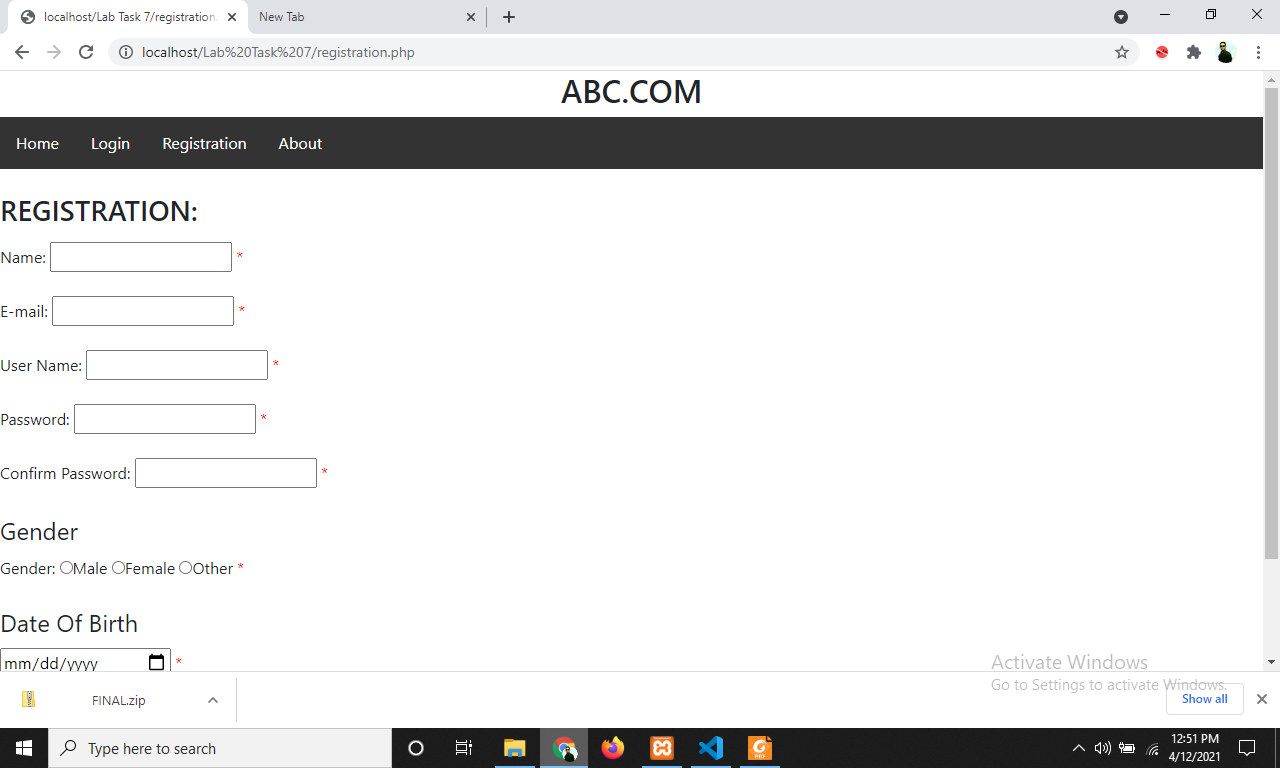 localhost/Lab Task 7/registration.
New Tab
localhost/Lab%20Task%207/registration.php
ABC.COM
Home Login Registration About
REGISTRATION:
Name: *
E-mail: *
User Name: *
Password: *
Confirm Password: *
Gender
Gender: Male Female Other *
Date Of Birth
mm/dd/yyyy *
Activate Windows
Go to Settings to activate Windows.
FINAL.zip
Show all
Type here to search
PDF
12:51 PM
4/12/2021